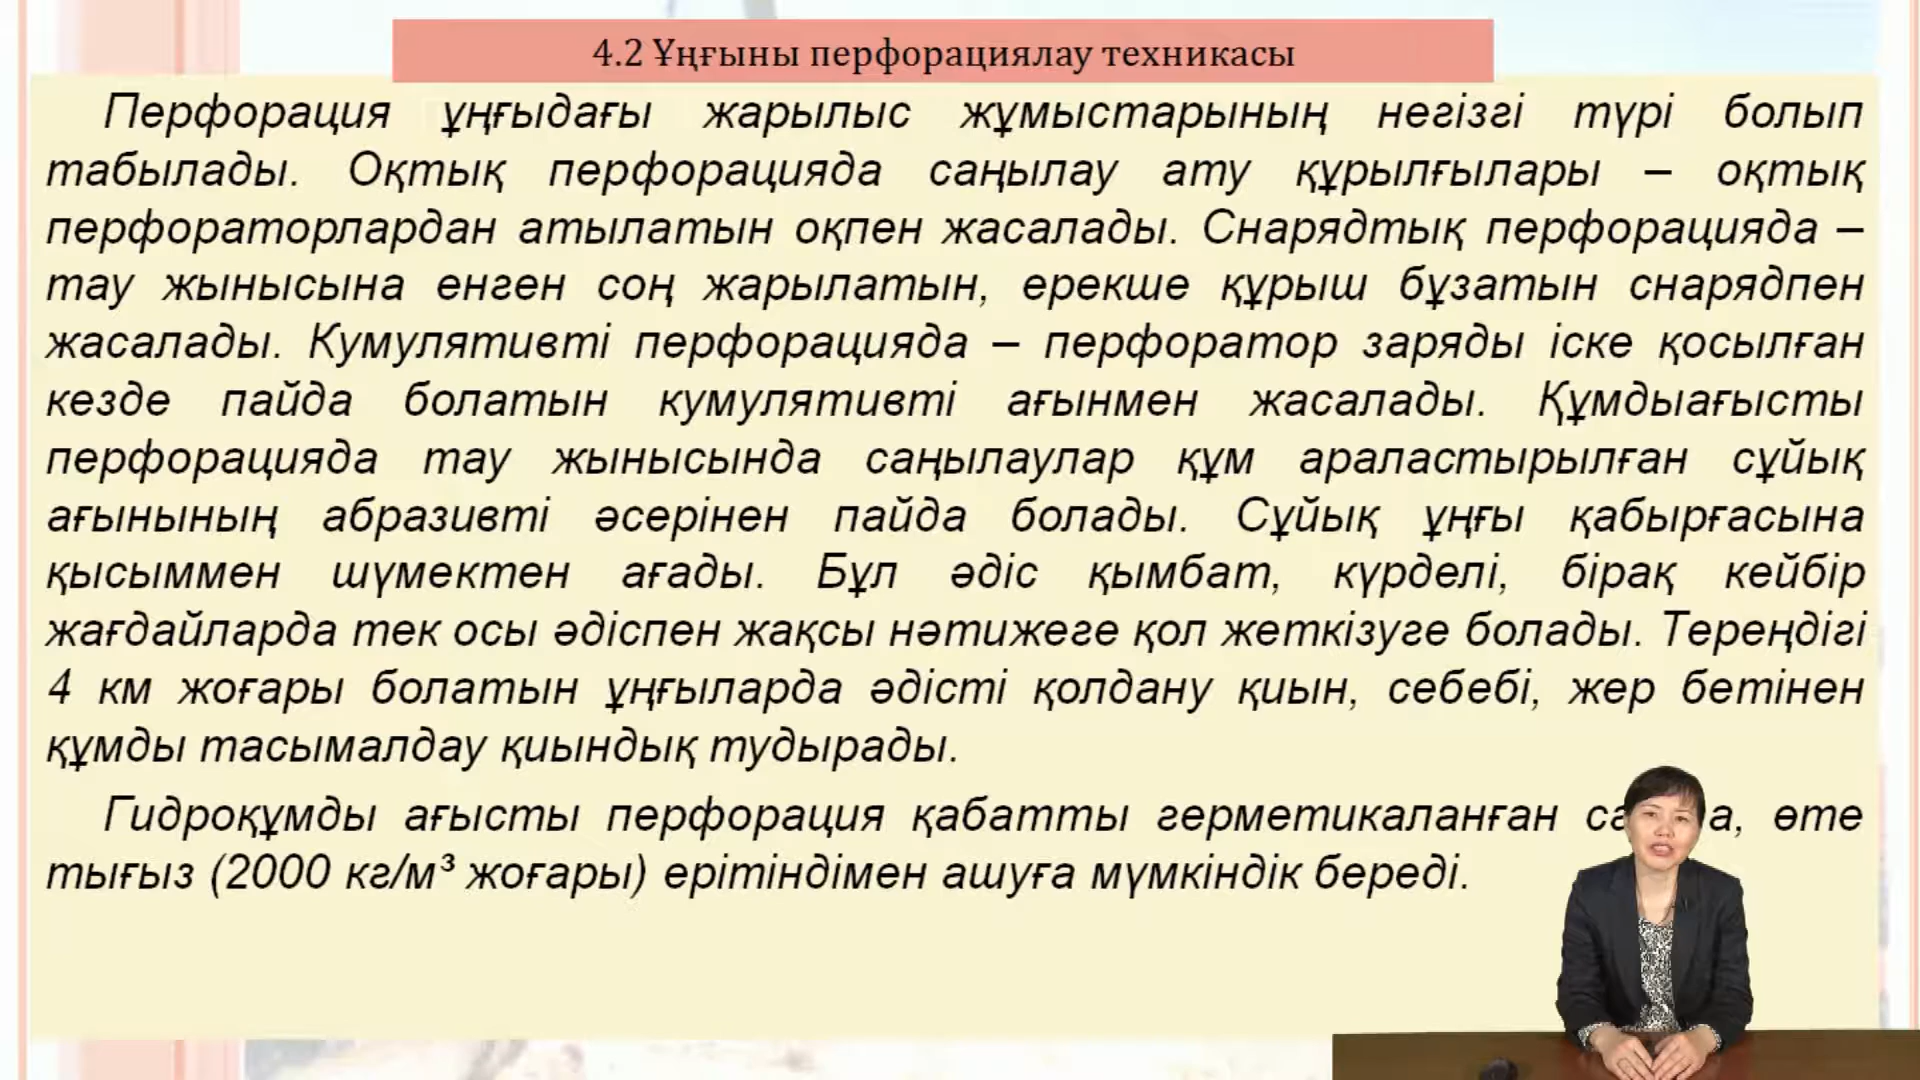 4.2 Ұңғыны перфорациялау техникасы
Перфорация ұңғыдағы жарылыс жұмыстарының негізгі түрі болып
табылады. Оқтық перфорацияда саңылау ату құрылғылары – оқтық
перфораторлардан атылатын оқпен жасалады. Снарядтық перфорацияда –
тау жынысына енген соң жарылатын, ерекше құрыш бұзатын снарядпен
жасалады. Кумулятивті перфорацияда – перфоратор заряды іске қосылған
кезде пайда болатын кумулятивті ағынмен жасалады. Құмдыағысты
перфорацияда тау жынысында саңылаулар құм араластырылған сұйық
ағынының абразивті әсерінен пайда болады. Сұйық ұңғы қабырғасына
қысыммен шүмектен ағады. Бұл әдіс қымбат, күрделі, бірақ кейбір
жағдайларда тек осы әдіспен жақсы нәтижеге қол жеткізуге болады. Тереңдігі
4 км жоғары болатын ұңғыларда әдісті қолдану қиын, себебі, жер бетінен
құмды тасымалдау қиындық тудырады.
Гидроқұмды ағысты перфорация қабатты герметикаланған өте
тығыз (2000 кг/м³ жоғары) ерітіндімен ашуға мүмкіндік береді.